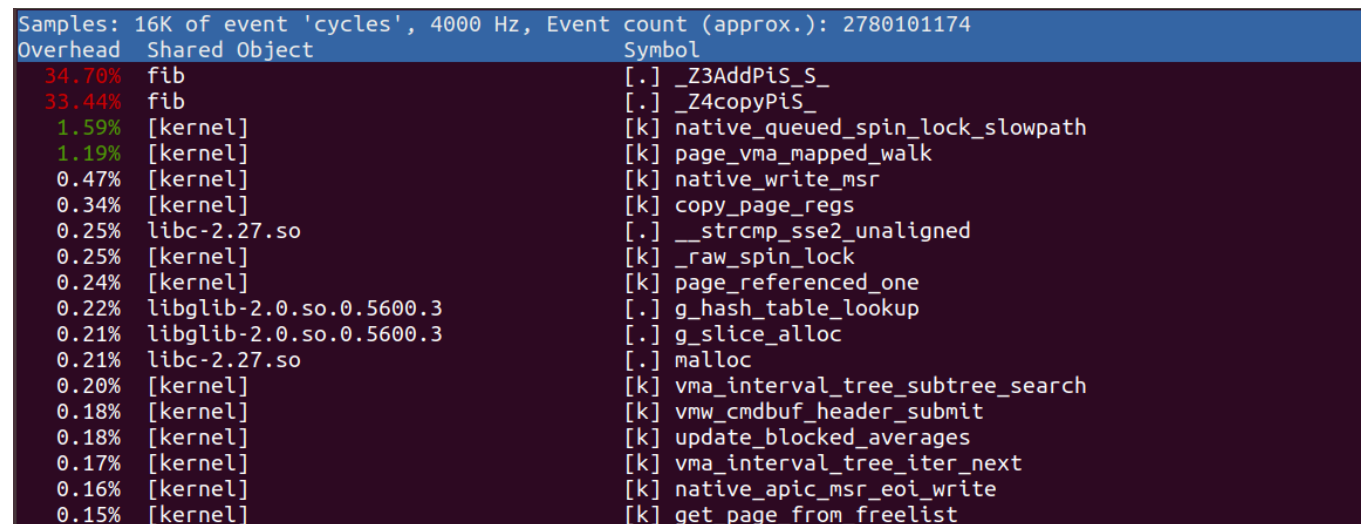 Samples: 16K of event 'cycles', 4000 Hz, Event count (approx.): 2780101174
Overhead  Shared Object                        Symbol
34.70%  fib                                    [.] _Z3AddPiS_S_
33.44%  fib                                    [.] _Z4copyPiS_
1.59%  [kernel]                                [k] native_queued_spin_lock_slowpath
1.19%  [kernel]                                [k] page_vma_mapped_walk
0.47%  [kernel]                                [k] native_write_msr
0.34%  [kernel]                                [k] copy_page_regs
0.25%  libc-2.27.so                            [.] __strcmp_sse2_unaligned
0.25%  [kernel]                                [k] _raw_spin_lock
0.24%  [kernel]                                [k] page_referenced_one
0.22%  libglib-2.0.so.0.5600.3                 [.] g_hash_table_lookup
0.21%  libglib-2.0.so.0.5600.3                 [.] g_slice_alloc
0.21%  libc-2.27.so                            [.] malloc
0.20%  [kernel]                                [k] vma_interval_tree_subtree_search
0.18%  [kernel]                                [k] vmw_cmdbuf_header_submit
0.18%  [kernel]                                [k] update_blocked_averages
0.17%  [kernel]                                [k] vma_interval_tree_iter_next
0.16%  [kernel]                                [k] native_apic_msr_eoi_write
0.15%  [kernel]                                [k] get_page_from_freelist